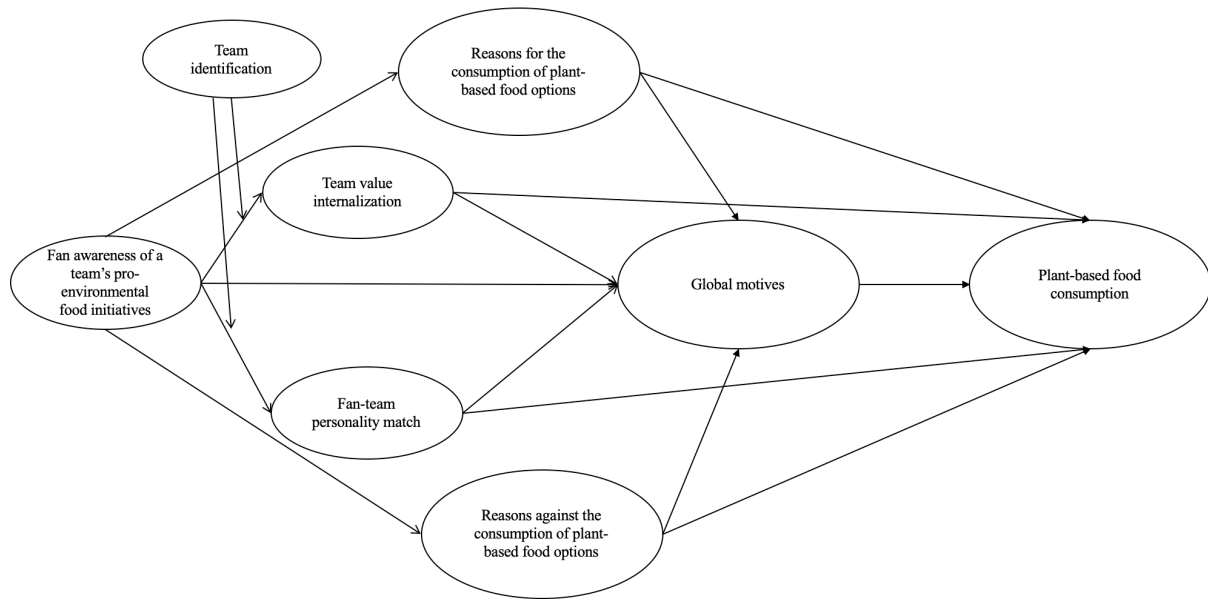 Team
identification
Reasons for the
consumption of plant-
based food options
Team value
internalization
Fan awareness of a
team's pro-
environmental
food initiatives
Global motives
Plant-based food
consumption
Fan-team
personality match
Reasons against the
consumption of plant-
based food options